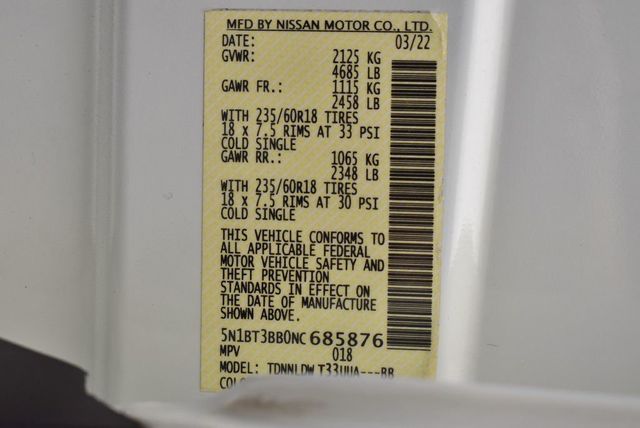 MFD BY NISSAN MOTOR CO., LTD.
DATE: 03/22
GVWR: 2125 KG
4685 LB
GAWR FR.: 1115 KG
2458 LB
WITH 235/60R18 TIRES
18 x 7.5 RIMS AT 33 PSI
COLD SINGLE
GAWR RR.: 1065 KG
2348 LB
WITH 235/60R18 TIRES
18 x 7.5 RIMS AT 30 PSI
COLD SINGLE
THIS VEHICLE CONFORMS TO
ALL APPLICABLE FEDERAL
MOTOR VEHICLE SAFETY AND
THEFT PREVENTION
STANDARDS IN EFFECT ON
THE DATE OF MANUFACTURE
SHOWN ABOVE.
5N1BT3BB0NC685876
MPV 018
MODEL: TDNNLDW T33UUA---BB